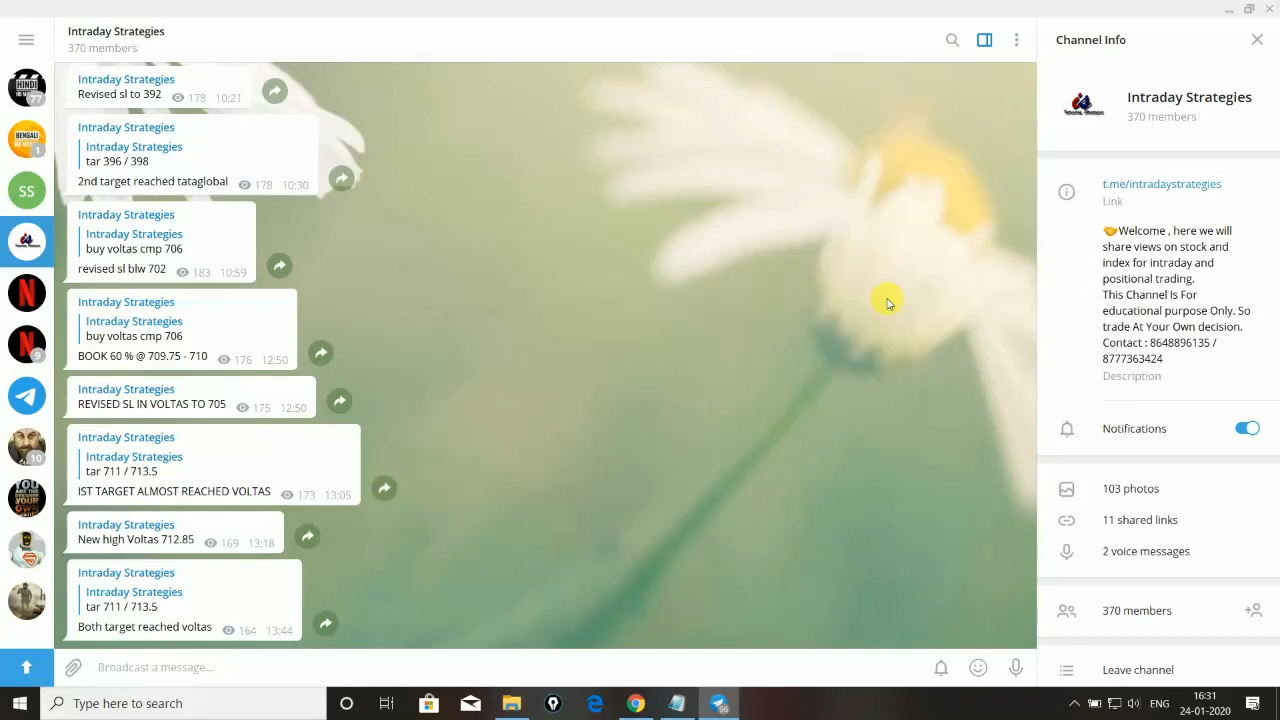 Intraday Strategies
370 members
77
1
SS
9
10
Intraday Strategies
Revised sl to 392 178 10:21
Intraday Strategies
Intraday Strategies
tar 396 / 398
2nd target reached tataglobal 178 10:30
Intraday Strategies
Intraday Strategies
buy voltas cmp 706
revised sl blw 702 183 10:59
Intraday Strategies
Intraday Strategies
buy voltas cmp 706
BOOK 60 % @ 709.75 - 710 176 12:50
Intraday Strategies
REVISED SL IN VOLTAS TO 705 175 12:50
Intraday Strategies
Intraday Strategies
tar 711 / 713.5
IST TARGET ALMOST REACHED VOLTAS 173 13:05
Intraday Strategies
New high Voltas 712.85 169 13:18
Intraday Strategies
Intraday Strategies
tar 711 / 713.5
Both target reached voltas 164 13:44
Broadcast a message...
Channel Info
Intraday Strategies
370 members
t.me/intradaystrategies
Link
🤝Welcome , here we will
share views on stock and
index for intraday and
positional trading.
This Channel Is For
educational purpose Only. So
trade At Your Own decision.
Contact : 8648896135 /
8777363424
Description
Notifications
103 photos
11 shared links
2 voice messages
370 members
Leave channel
Type here to search
96
ENG
16:31
24-01-2020